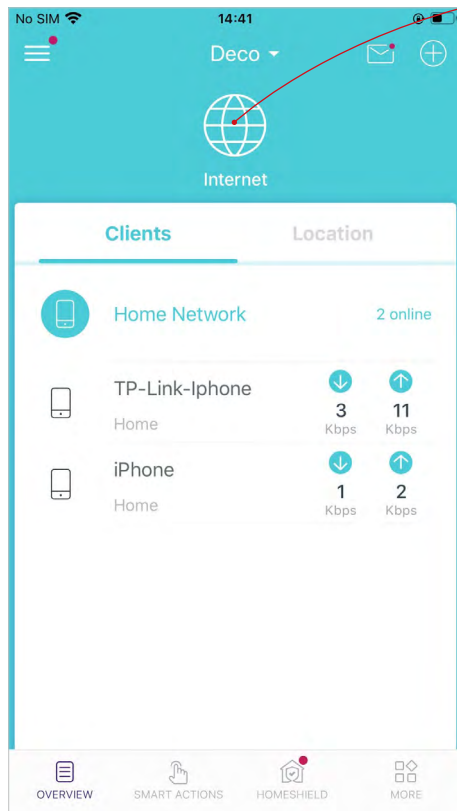 No SIM 14:41
Deco
Internet
Clients Location
Home Network 2 online
TP-Link-Iphone 3 11
Home Kbps Kbps
iPhone 1 2
Home Kbps Kbps
OVERVIEW SMART ACTIONS HOMESHIELD MORE